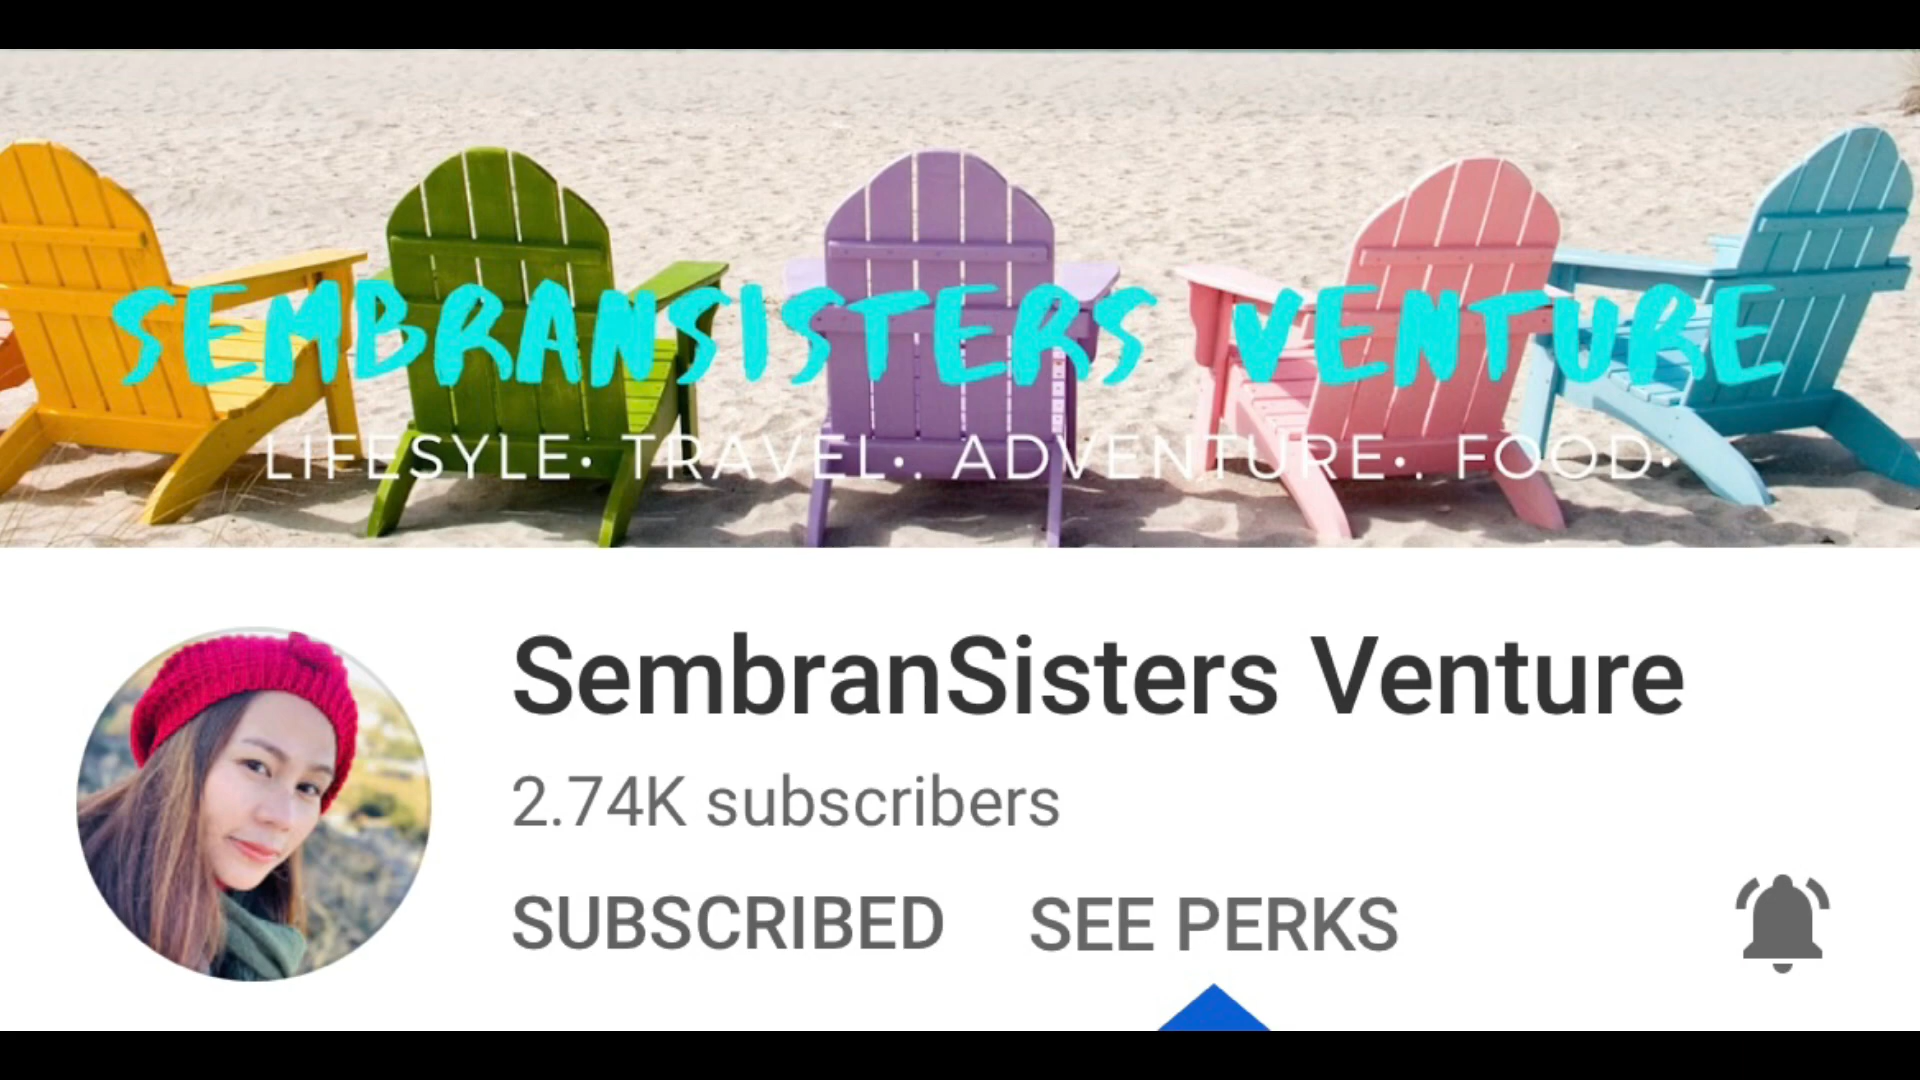 SEMBRANSISTERS VENTURE
LIFESYLE• TRAVEL•. ADVENTURE•. FOOD•
SembranSisters Venture
2.74K subscribers
SUBSCRIBED SEE PERKS